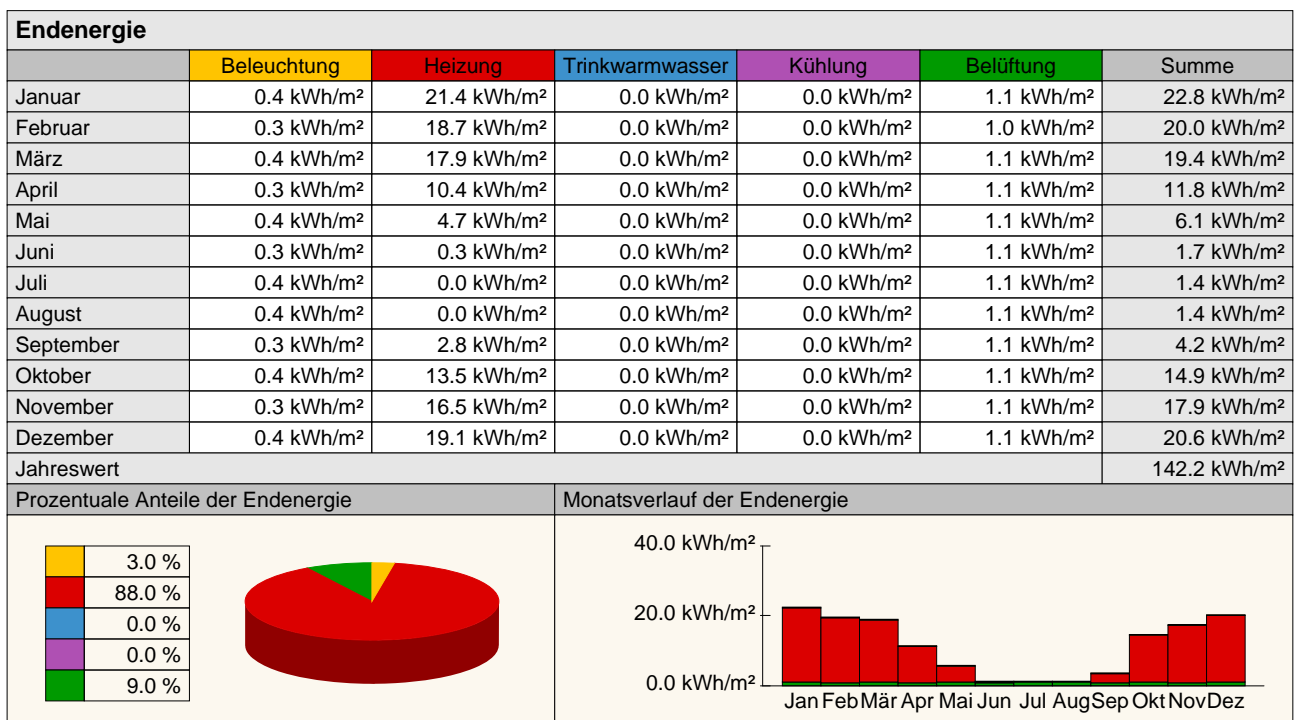 Endenergie
Beleuchtung Heizung Trinkwarmwasser Kühlung Belüftung Summe
Januar 0.4 kWh/m² 21.4 kWh/m² 0.0 kWh/m² 0.0 kWh/m² 1.1 kWh/m² 22.8 kWh/m²
Februar 0.3 kWh/m² 18.7 kWh/m² 0.0 kWh/m² 0.0 kWh/m² 1.0 kWh/m² 20.0 kWh/m²
März 0.4 kWh/m² 17.9 kWh/m² 0.0 kWh/m² 0.0 kWh/m² 1.1 kWh/m² 19.4 kWh/m²
April 0.3 kWh/m² 10.4 kWh/m² 0.0 kWh/m² 0.0 kWh/m² 1.1 kWh/m² 11.8 kWh/m²
Mai 0.4 kWh/m² 4.7 kWh/m² 0.0 kWh/m² 0.0 kWh/m² 1.1 kWh/m² 6.1 kWh/m²
Juni 0.3 kWh/m² 0.3 kWh/m² 0.0 kWh/m² 0.0 kWh/m² 1.1 kWh/m² 1.7 kWh/m²
Juli 0.4 kWh/m² 0.0 kWh/m² 0.0 kWh/m² 0.0 kWh/m² 1.1 kWh/m² 1.4 kWh/m²
August 0.4 kWh/m² 0.0 kWh/m² 0.0 kWh/m² 0.0 kWh/m² 1.1 kWh/m² 1.4 kWh/m²
September 0.3 kWh/m² 2.8 kWh/m² 0.0 kWh/m² 0.0 kWh/m² 1.1 kWh/m² 4.2 kWh/m²
Oktober 0.4 kWh/m² 13.5 kWh/m² 0.0 kWh/m² 0.0 kWh/m² 1.1 kWh/m² 14.9 kWh/m²
November 0.3 kWh/m² 16.5 kWh/m² 0.0 kWh/m² 0.0 kWh/m² 1.1 kWh/m² 17.9 kWh/m²
Dezember 0.4 kWh/m² 19.1 kWh/m² 0.0 kWh/m² 0.0 kWh/m² 1.1 kWh/m² 20.6 kWh/m²
Jahreswert 142.2 kWh/m²
Prozentuale Anteile der Endenergie
3.0 %
88.0 %
0.0 %
0.0 %
9.0 %
Monatsverlauf der Endenergie
40.0 kWh/m²
20.0 kWh/m²
0.0 kWh/m²
Jan Feb Mär Apr Mai Jun Jul Aug Sep Okt Nov Dez